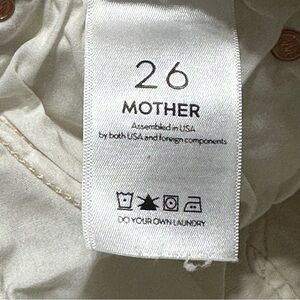 26
MOTHER
Assembled in USA
by both USA and foreign components
DO YOUR OWN LAUNDRY